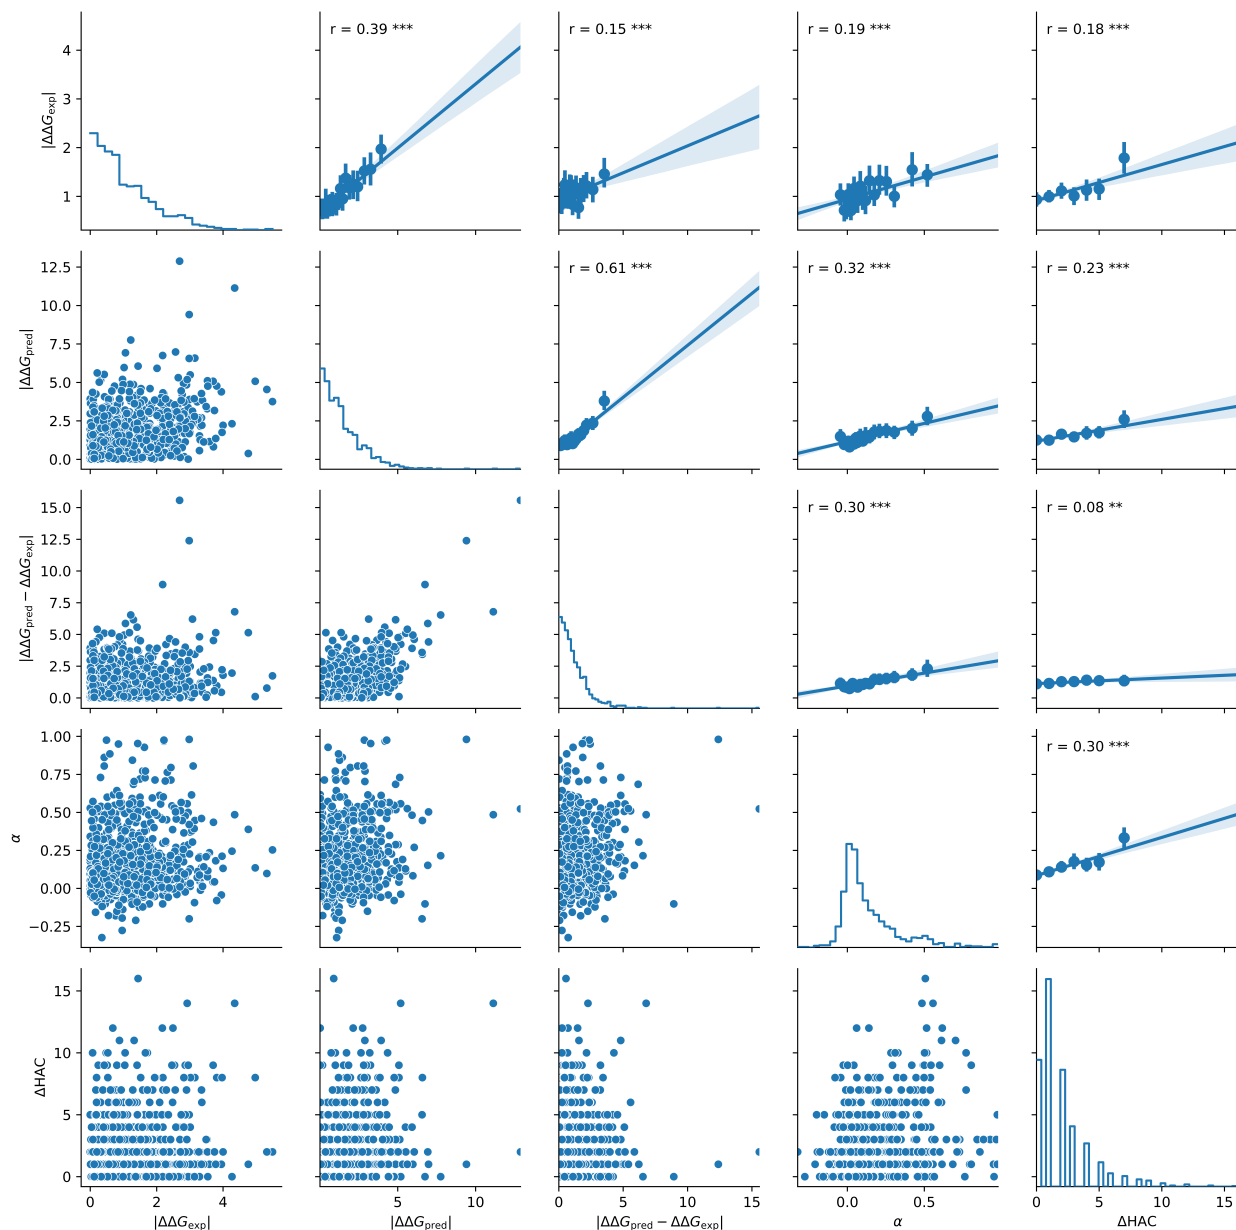 r = 0.39 ***
r = 0.15 ***
r = 0.19 ***
r = 0.18 ***
4
3
2
1
|ΔΔG_exp|
r = 0.61 ***
r = 0.32 ***
r = 0.23 ***
12.5
10.0
7.5
5.0
2.5
0.0
|ΔΔG_pred|
r = 0.30 ***
r = 0.08 **
15.0
12.5
10.0
7.5
5.0
2.5
0.0
|ΔΔG_pred − ΔΔG_exp|
r = 0.30 ***
1.00
0.75
0.50
0.25
0.00
−0.25
α
15
10
5
0
ΔHAC
0 2 4
5 10
0 5 10 15
0.0 0.5
0 5 10 15
|ΔΔG_exp| |ΔΔG_pred| |ΔΔG_pred − ΔΔG_exp| α ΔHAC